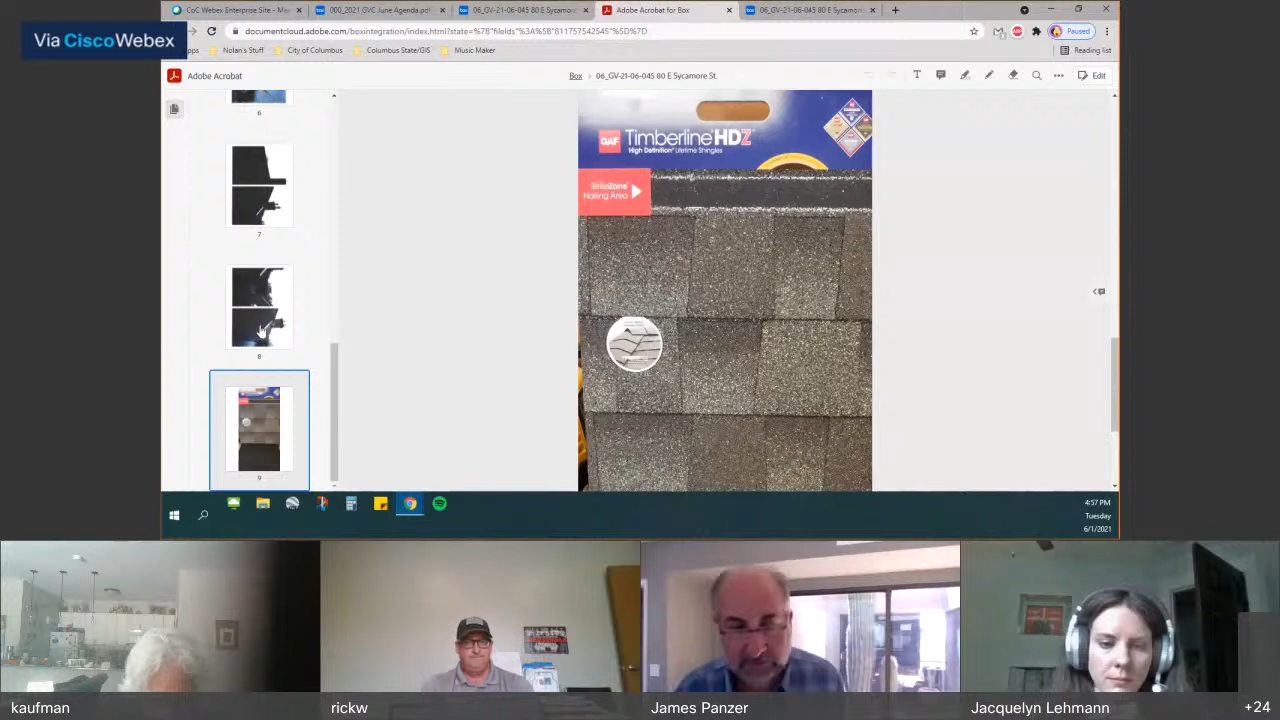 Via Cisco Webex
CoC Webex Enterprise Site - Me
000_2021 GVC June Agenda.pdf
06_GV-21-06-045 80 E Sycamore
Adobe Acrobat for Box
06_GV-21-06-045 80 E Sycamore
documentcloud.adobe.com/boxintegration/index.html?state=%7B"fileIds"%3A%5B"811757542545"%5D%7D
Paused
Nolan's Stuff
City of Columbus
Columbus State/GIS
Music Maker
Reading list
Adobe Acrobat
Box > 06_GV-21-06-045 80 E Sycamore St.
Edit
6
7
8
9
GAF Timberline HDZ
High Definition Lifetime Shingles
StrikeZone
Nailing Area
4:57 PM
Tuesday
6/1/2021
kaufman
rickw
James Panzer
Jacquelyn Lehmann
+24